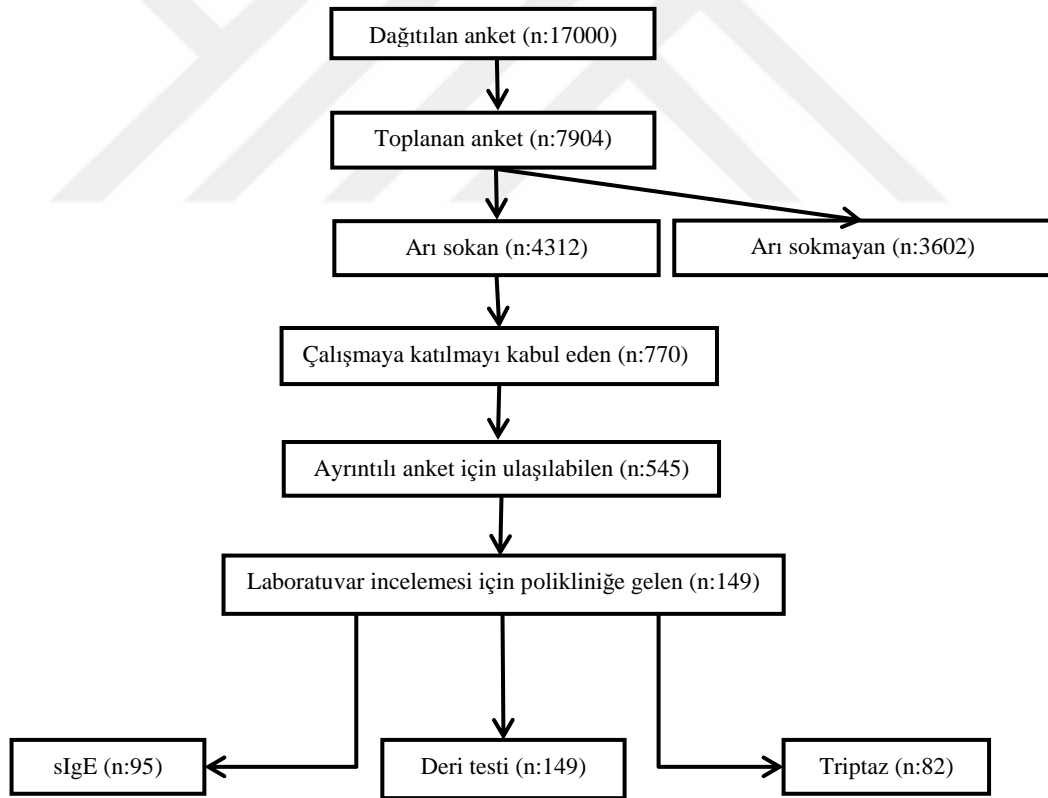 Dağıtılan anket (n:17000)
Toplanan anket (n:7904)
Arı sokan (n:4312)
Arı sokmayan (n:3602)
Çalışmaya katılmayı kabul eden (n:770)
Ayrıntılı anket için ulaşılabilen (n:545)
Laboratuvar incelemesi için polikliniğe gelen (n:149)
sIgE (n:95)
Deri testi (n:149)
Triptaz (n:82)